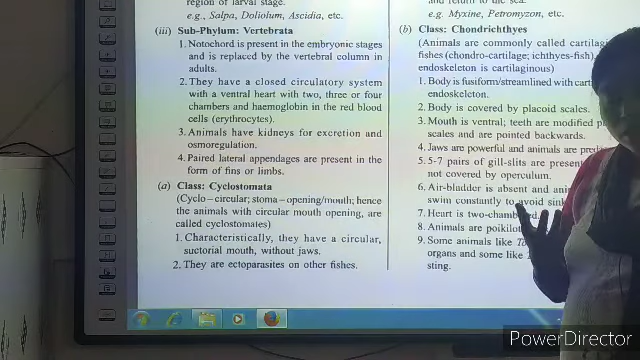 region of larval stage.
e.g., Salpa, Doliolum, Ascidia, etc.
(iii) Sub-Phylum: Vertebrata
1. Notochord is present in the embryonic stages
and is replaced by the vertebral column in
adults.
2. They have a closed circulatory system
with a ventral heart with two, three or four
chambers and haemoglobin in the red blood
cells (erythrocytes).
3. Animals have kidneys for excretion and
osmoregulation.
4. Paired lateral appendages are present in the
form of fins or limbs.
(a) Class: Cyclostomata
(Cyclo – circular; stoma – opening/mouth; hence
the animals with circular mouth opening, are
called cyclostomates)
1. Characteristically, they have a circular,
suctorial mouth, without jaws.
2. They are ectoparasites on other fishes.
and return to the sea.
e.g. Myxine, Petromyzon, etc.
(b) Class: Chondrichthyes
(Animals are commonly called
fishes (chondro-cartilage; ichthyes-fish)
endoskeleton is cartilaginous)
1. Body is fusiform/streamlined with
endoskeleton.
2. Body is covered by placoid scales.
3. Mouth is ventral; teeth are modified
scales and are pointed backwards.
4. Jaws are powerful and animals are
5. 5-7 pairs of gill-slits are present
not covered by operculum.
6. Air-bladder is absent and
swim constantly to avoid
7. Heart is
8. Animals are
9. Some animals like
organs and some like
sting.
PowerDirector